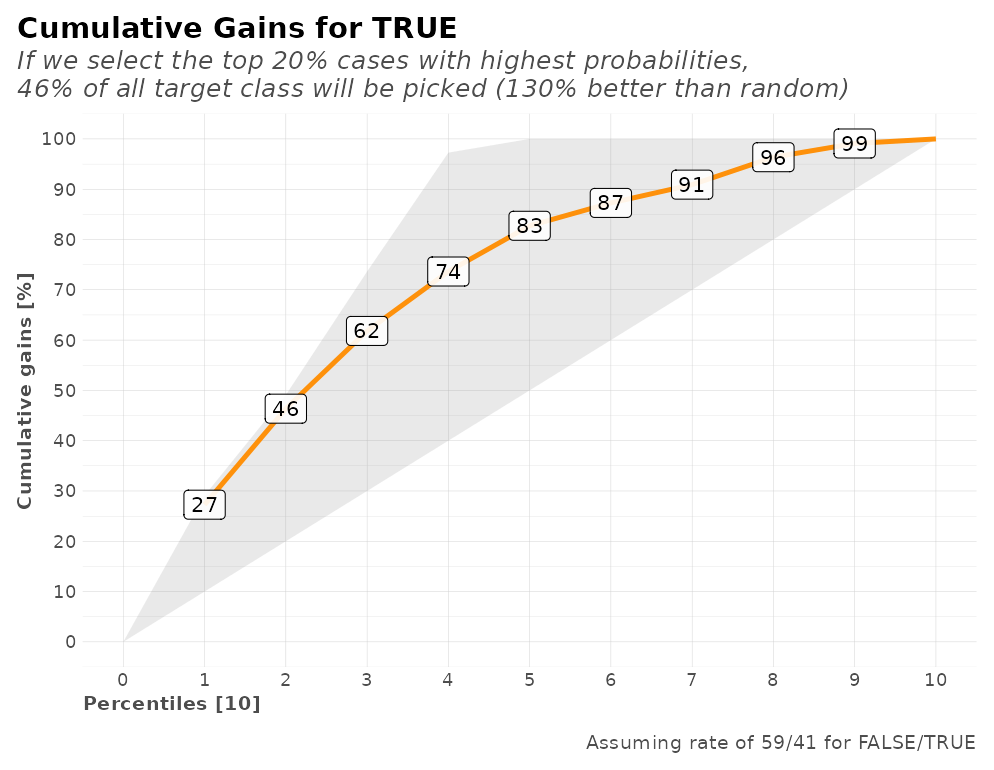 Cumulative Gains for TRUE
If we select the top 20% cases with highest probabilities,
46% of all target class will be picked (130% better than random)
Cumulative gains [%]
100
90
80
70
60
50
40
30
20
10
0
27
46
62
74
83
87
91
96
99
0 1 2 3 4 5 6 7 8 9 10
Percentiles [10]
Assuming rate of 59/41 for FALSE/TRUE